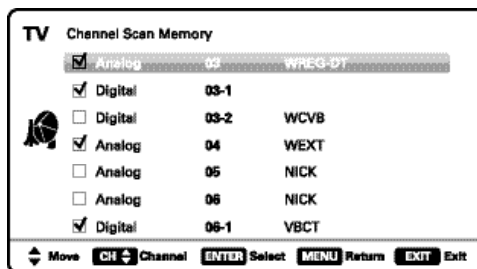 TV Channel Scan Memory
Analog 03 WREG-DT
Digital 03-1
Digital 03-2 WCVB
Analog 04 WEXT
Analog 05 NICK
Analog 06 NICK
Digital 06-1 VBCT
Move CH Channel ENTER Select MENU Return EXIT Exit